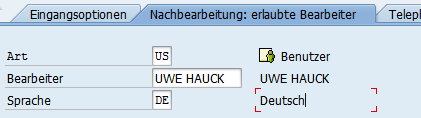 Eingangsoptionen Nachbearbeitung: erlaubte Bearbeiter
Art US Benutzer
Bearbeiter UWE HAUCK UWE HAUCK
Sprache DE Deutsch